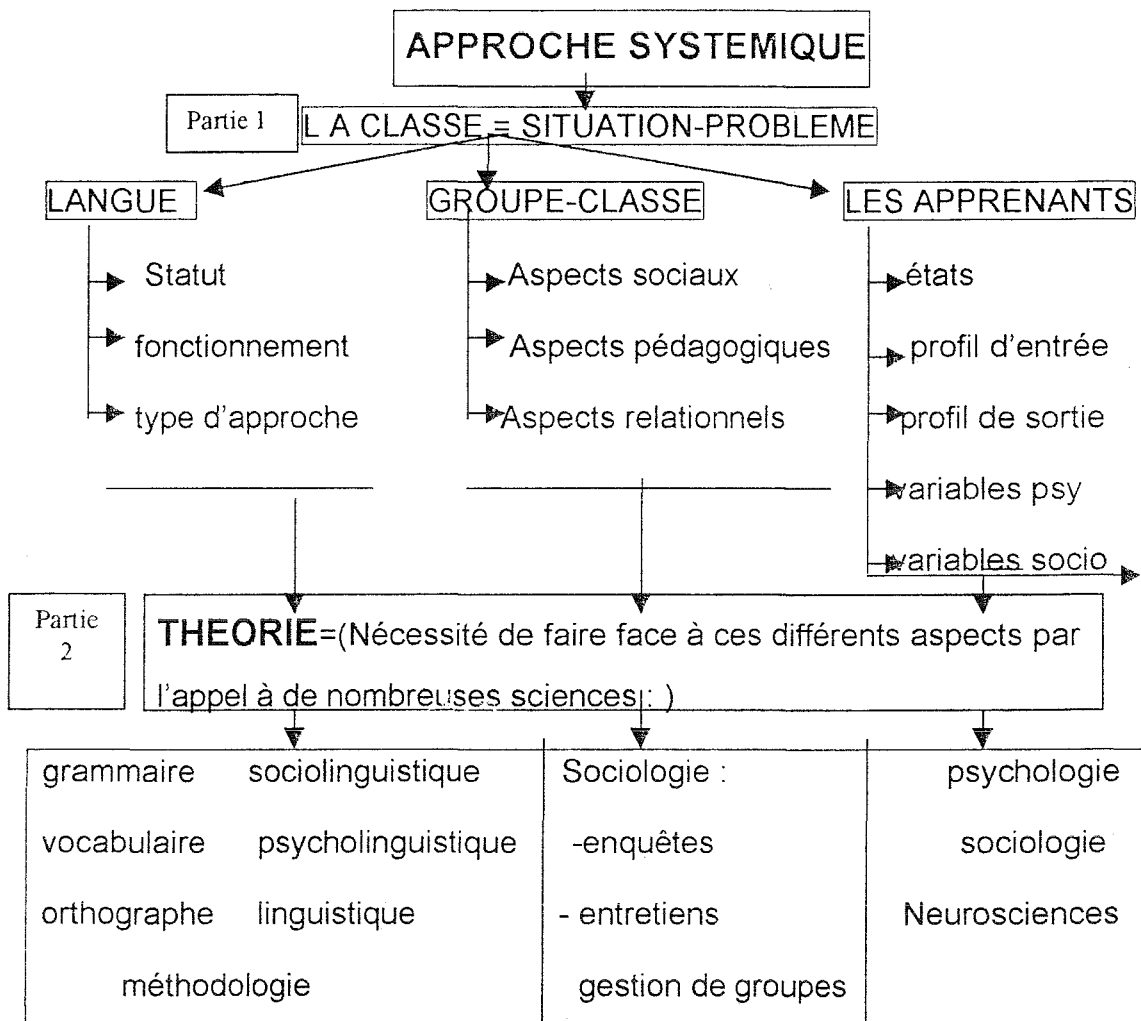 APPROCHE SYSTEMIQUE
Partie 1
L A CLASSE = SITUATION-PROBLEME
LANGUE
GROUPE-CLASSE
LES APPRENANTS
Statut
Aspects sociaux
états
fonctionnement
Aspects pédagogiques
profil d'entrée
type d'approche
Aspects relationnels
profil de sortie
variables psy
variables socio
Partie
2
THEORIE=(Nécessité de faire face à ces différents aspects par
l'appel à de nombreuses sciences : )
grammaire sociolinguistique
Sociologie :
psychologie
vocabulaire psycholinguistique
-enquêtes
sociologie
orthographe linguistique
- entretiens
Neurosciences
méthodologie
gestion de groupes